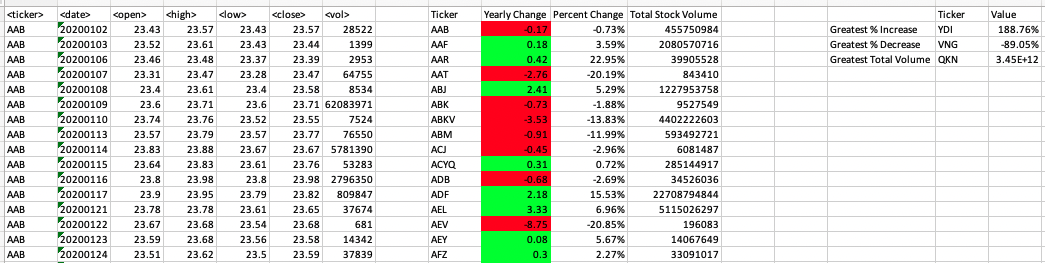 <ticker> <date> <open> <high> <low> <close> <vol> Ticker Yearly Change Percent Change Total Stock Volume Ticker Value
AAB 20200102 23.43 23.57 23.43 23.57 28522 AAB -0.17 -0.73% 455750984 Greatest % Increase YDI 188.76%
AAB 20200103 23.52 23.61 23.43 23.44 1399 AAF 0.18 3.59% 2080570716 Greatest % Decrease VNG -89.05%
AAB 20200106 23.46 23.48 23.37 23.39 2953 AAR 0.42 22.95% 39905528 Greatest Total Volume QKN 3.45E+12
AAB 20200107 23.31 23.47 23.28 23.47 64755 AAT -2.76 -20.19% 843410
AAB 20200108 23.4 23.61 23.4 23.58 8534 ABJ 2.41 5.29% 1227953758
AAB 20200109 23.6 23.71 23.6 23.71 62083971 ABK -0.73 -1.88% 9527549
AAB 20200110 23.74 23.76 23.52 23.55 7524 ABKV -3.53 -13.83% 4402222603
AAB 20200113 23.57 23.79 23.57 23.77 76550 ABM -0.91 -11.99% 593492721
AAB 20200114 23.83 23.88 23.67 23.67 5781390 ACJ -0.45 -2.96% 6081487
AAB 20200115 23.64 23.83 23.61 23.76 53283 ACYQ 0.31 0.72% 285144917
AAB 20200116 23.8 23.98 23.8 23.98 2796350 ADB -0.68 -2.69% 34526036
AAB 20200117 23.9 23.95 23.79 23.82 809847 ADF 2.18 15.53% 22708794844
AAB 20200121 23.78 23.78 23.61 23.65 37674 AEL 3.33 6.96% 5115026297
AAB 20200122 23.67 23.68 23.54 23.68 681 AEV -8.75 -20.85% 196083
AAB 20200123 23.59 23.68 23.56 23.58 14342 AEY 0.08 5.67% 14067649
AAB 20200124 23.51 23.62 23.5 23.59 37839 AFZ 0.3 2.27% 33091017